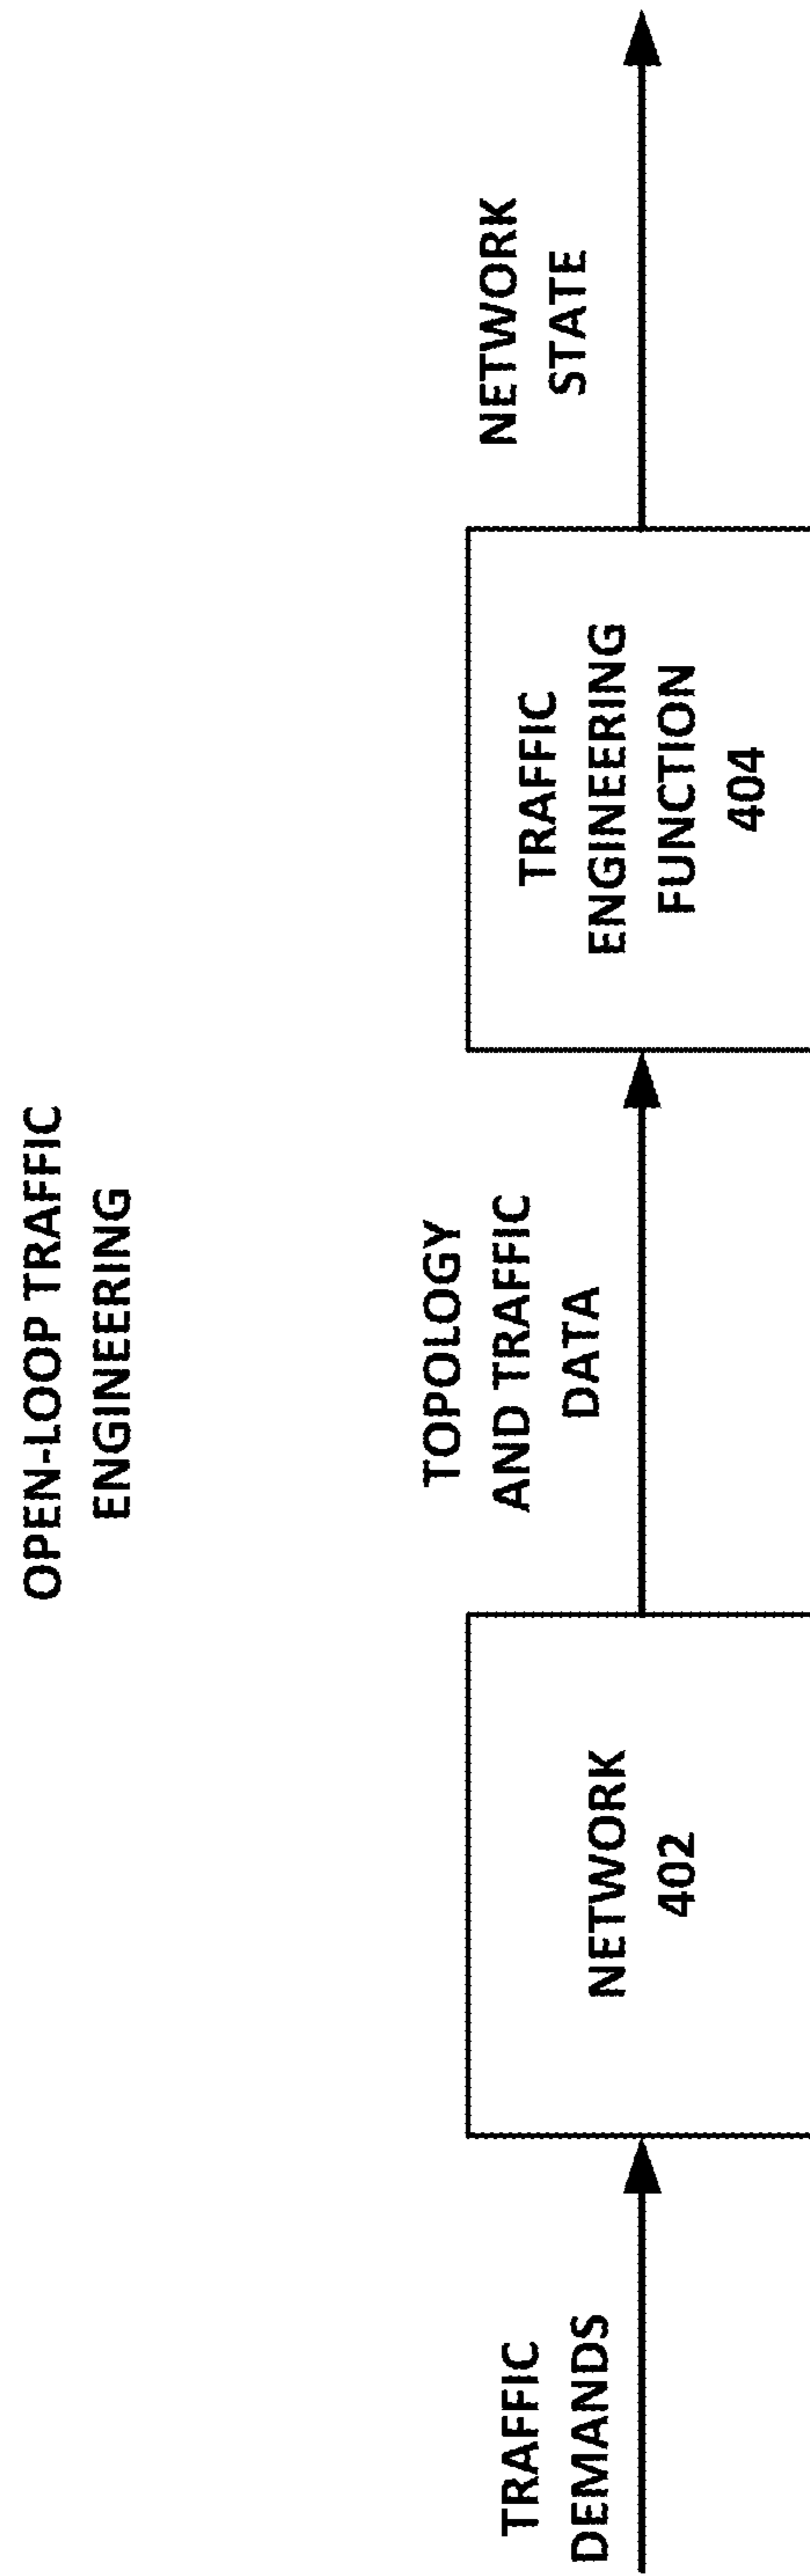 OPEN-LOOP TRAFFIC
ENGINEERING
TRAFFIC
DEMANDS
NETWORK
402
TOPOLOGY
AND TRAFFIC
DATA
TRAFFIC
ENGINEERING
FUNCTION
404
NETWORK
STATE